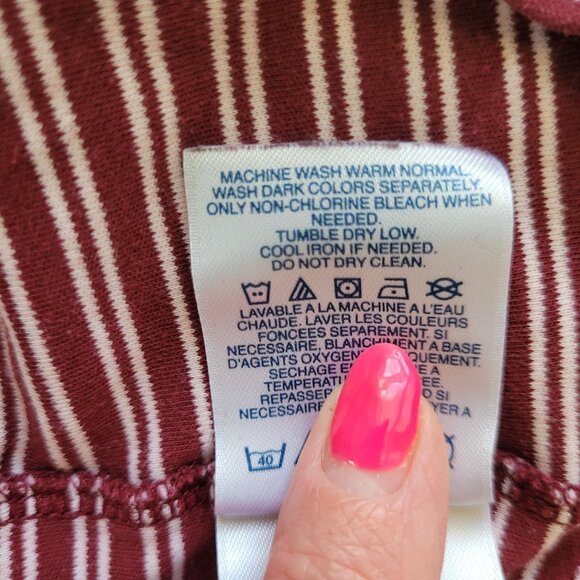 MACHINE WASH WARM NORMAL.
WASH DARK COLORS SEPARATELY.
ONLY NON-CHLORINE BLEACH WHEN
NEEDED.
TUMBLE DRY LOW.
COOL IRON IF NEEDED.
DO NOT DRY CLEAN.
LAVABLE A LA MACHINE A L'EAU
CHAUDE. LAVER LES COULEURS
FONCEES SEPAREMENT. SI
NECESSAIRE, BLANCHIMENT A BASE
D'AGENTS
SECHAGE
A
SI
NECESSAIRE.
A
40